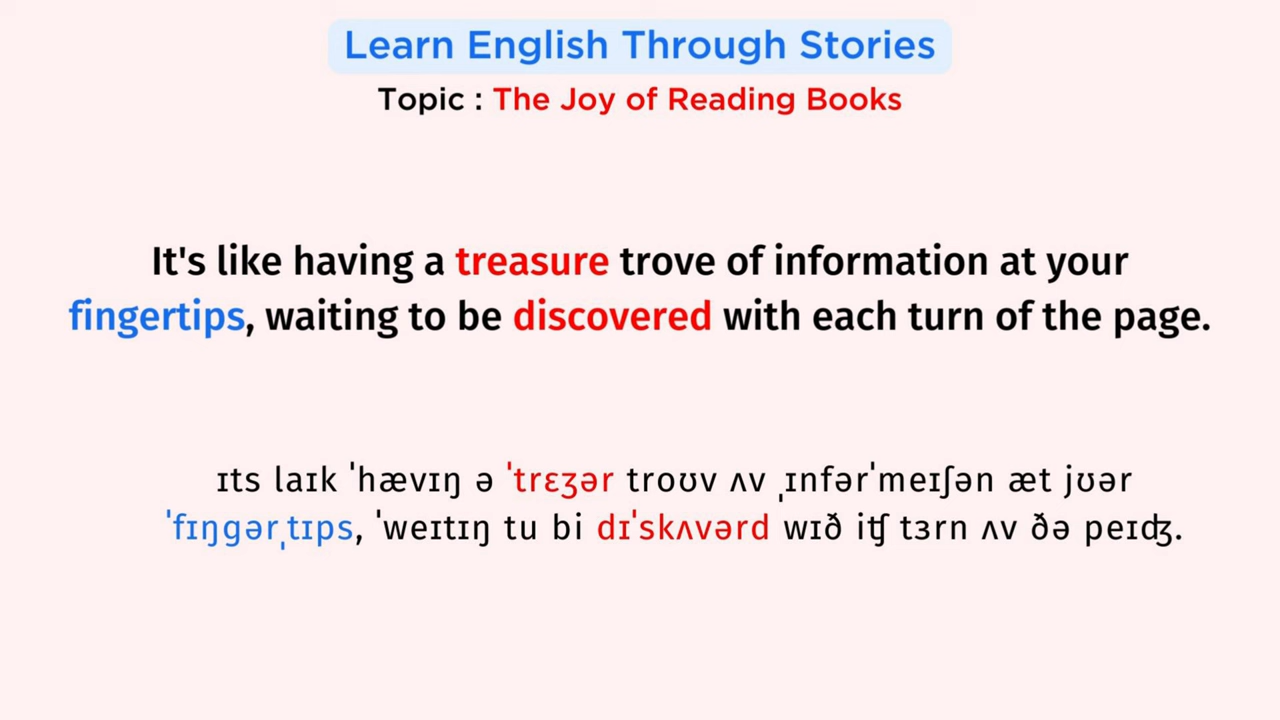 Learn English Through Stories
Topic : The Joy of Reading Books
It's like having a treasure trove of information at your
fingertips, waiting to be discovered with each turn of the page.
ɪts laɪk ˈhævɪŋ ə ˈtrɛʒər troʊv ʌv ˌɪnfərˈmeɪʃən æt jʊər
ˈfɪŋgərˌtɪps, ˈweɪtɪŋ tu bi dɪˈskʌvərd wɪð iʧ tɜrn ʌv ðə peɪʤ.